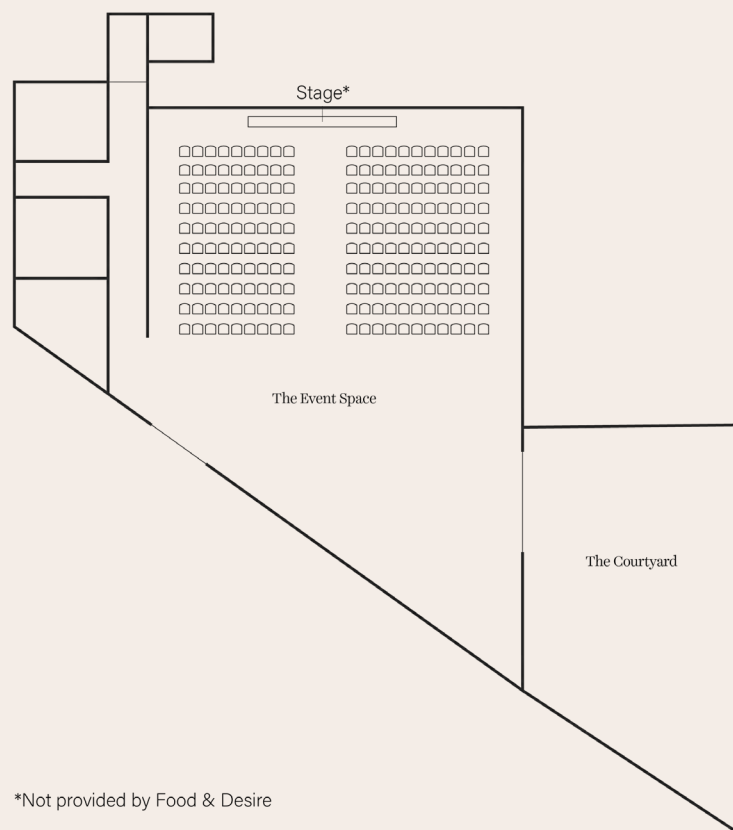 Stage*
The Event Space
The Courtyard
*Not provided by Food & Desire